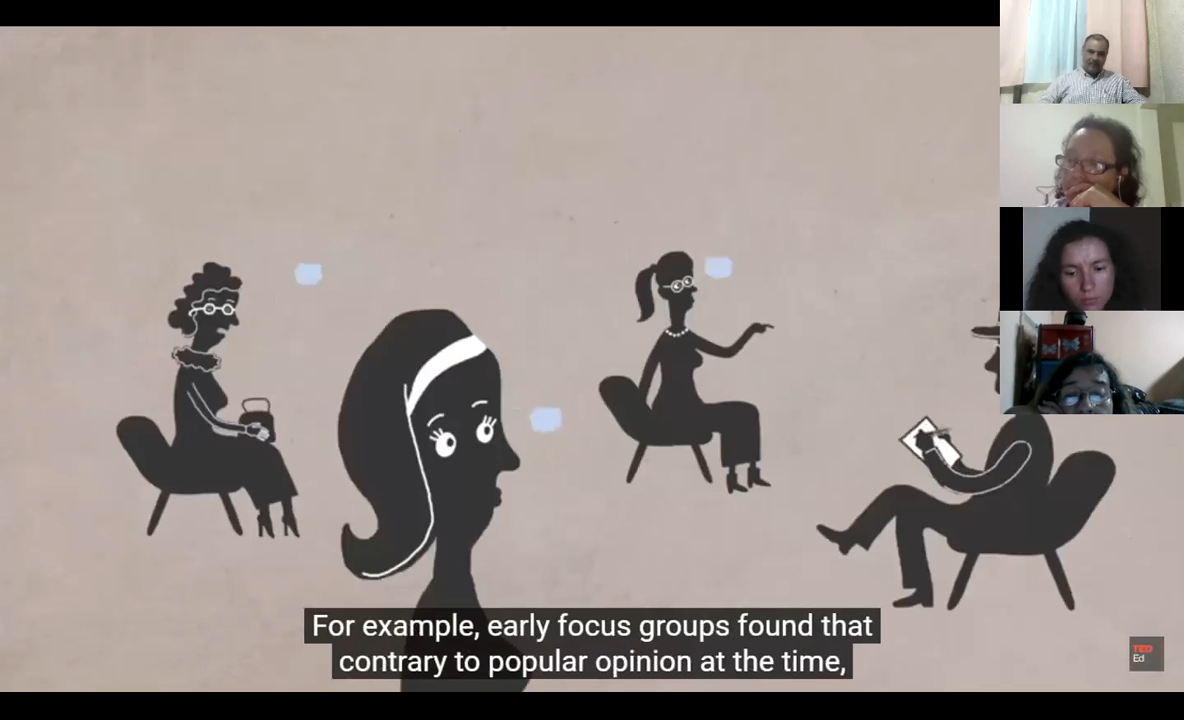 For example, early focus groups found that
contrary to popular opinion at the time,
TED
Ed